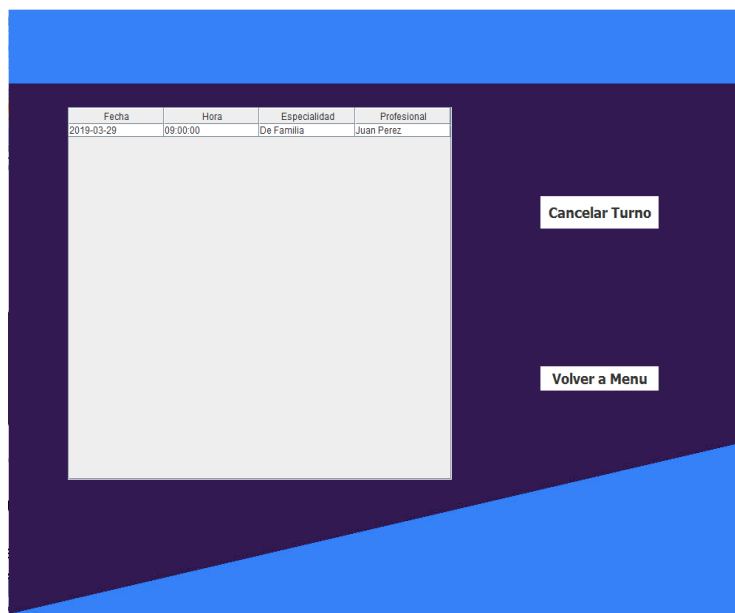 Fecha Hora Especialidad Profesional
2019-03-29 09:00:00 De Familia Juan Perez
Cancelar Turno
Volver a Menu